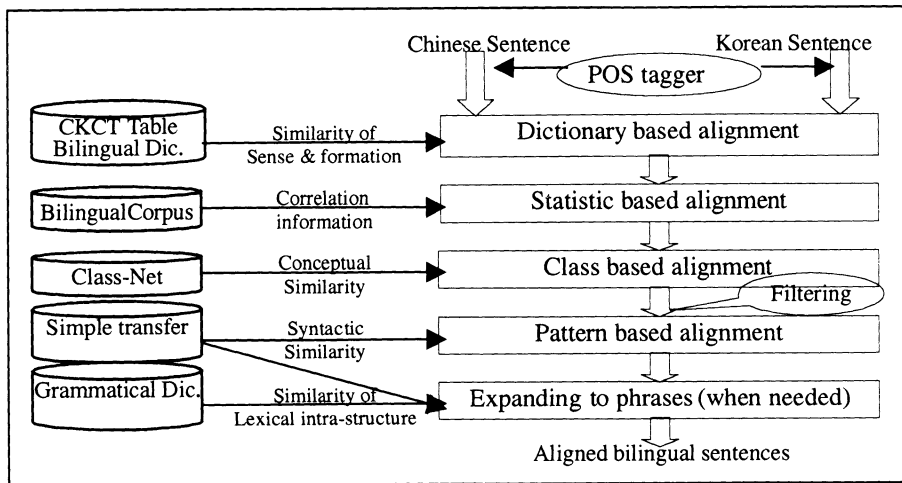 Chinese Sentence
Korean Sentence
POS tagger
CKCT Table
Bilingual Dic.
Similarity of
Sense & formation
Dictionary based alignment
BilingualCorpus
Correlation
information
Statistic based alignment
Class-Net
Conceptual
Similarity
Class based alignment
Filtering
Simple transfer
Syntactic
Similarity
Pattern based alignment
Grammatical Dic.
Similarity of
Lexical intra-structure
Expanding to phrases (when needed)
Aligned bilingual sentences